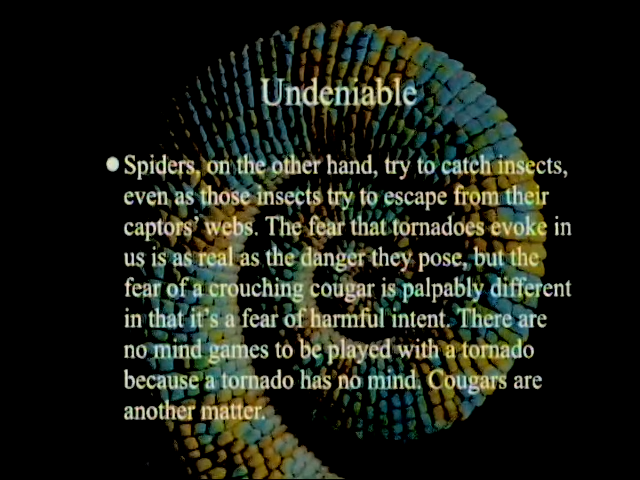 Undeniable
Spiders, on the other hand, try to catch insects,
even as those insects try to escape from their
captors' webs. The fear that tornadoes evoke in
us is as real as the danger they pose, but the
fear of a crouching cougar is palpably different
in that it's a fear of harmful intent. There are
no mind games to be played with a tornado
because a tornado has no mind. Cougars are
another matter.